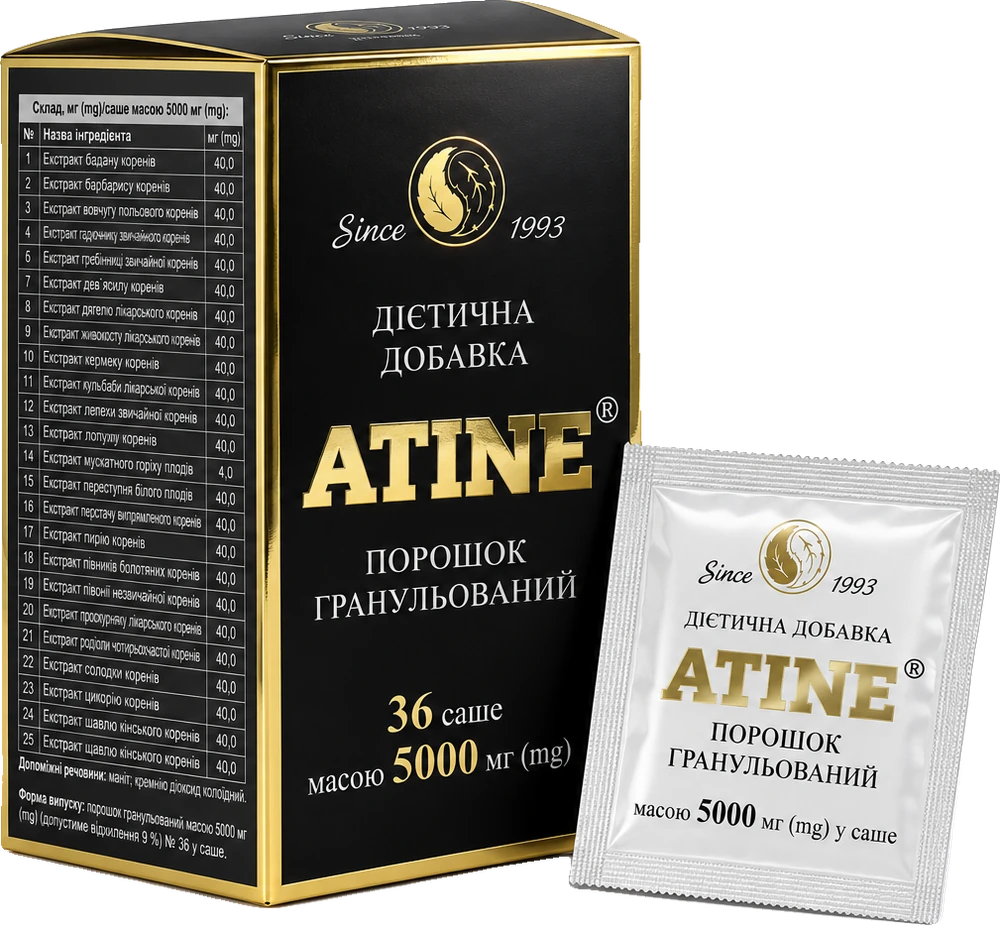 Since 1993
Склад, мг (mg)/саше масою 5000 мг (mg):
№ Назва інгредієнта мг (mg)
1 Екстракт бадану коренів 40,0
2 Екстракт барбарису коренів 40,0
3 Екстракт вовчугу польового коренів 40,0
4 Екстракт гадючнику звичайного коренів 40,0
6 Екстракт гребінниці звичайної коренів 40,0
7 Екстракт дев'ясилу коренів 40,0
8 Екстракт дягелю лікарського коренів 40,0
9 Екстракт живокосту лікарського коренів 40,0
10 Екстракт кермеку коренів 40,0
11 Екстракт кульбаби лікарської коренів 40,0
12 Екстракт лепехи звичайної коренів 40,0
13 Екстракт лопуху коренів 40,0
14 Екстракт мускатного горіху плодів 4,0
15 Екстракт переступня білого плодів 40,0
16 Екстракт перстачу випрямленого коренів 40,0
17 Екстракт пирію коренів 40,0
18 Екстракт півників болотяних коренів 40,0
19 Екстракт півонії незвичайної коренів 40,0
20 Екстракт проскурняку лікарського коренів 40,0
21 Екстракт родіоли чотирьохчастої коренів 40,0
22 Екстракт солодки коренів 40,0
23 Екстракт цикорію коренів 40,0
24 Екстракт шавлю кінського коренів 40,0
25 Екстракт щавлю кінського коренів 40,0
Допоміжні речовини: маніт; кремнію діоксид колоїдний.
Форма випуску: порошок гранульований масою 5000 мг
(mg) (допустиме відхилення 9 %) № 36 у саше.
Since 1993
ДІЄТИЧНА
ДОБАВКА
ATINE®
ПОРОШОК
ГРАНУЛЬОВАНИЙ
36 саше
масою 5000 мг (mg)
Since 1993
ДІЄТИЧНА ДОБАВКА
ATINE®
ПОРОШОК
ГРАНУЛЬОВАНИЙ
масою 5000 мг (mg) у саше